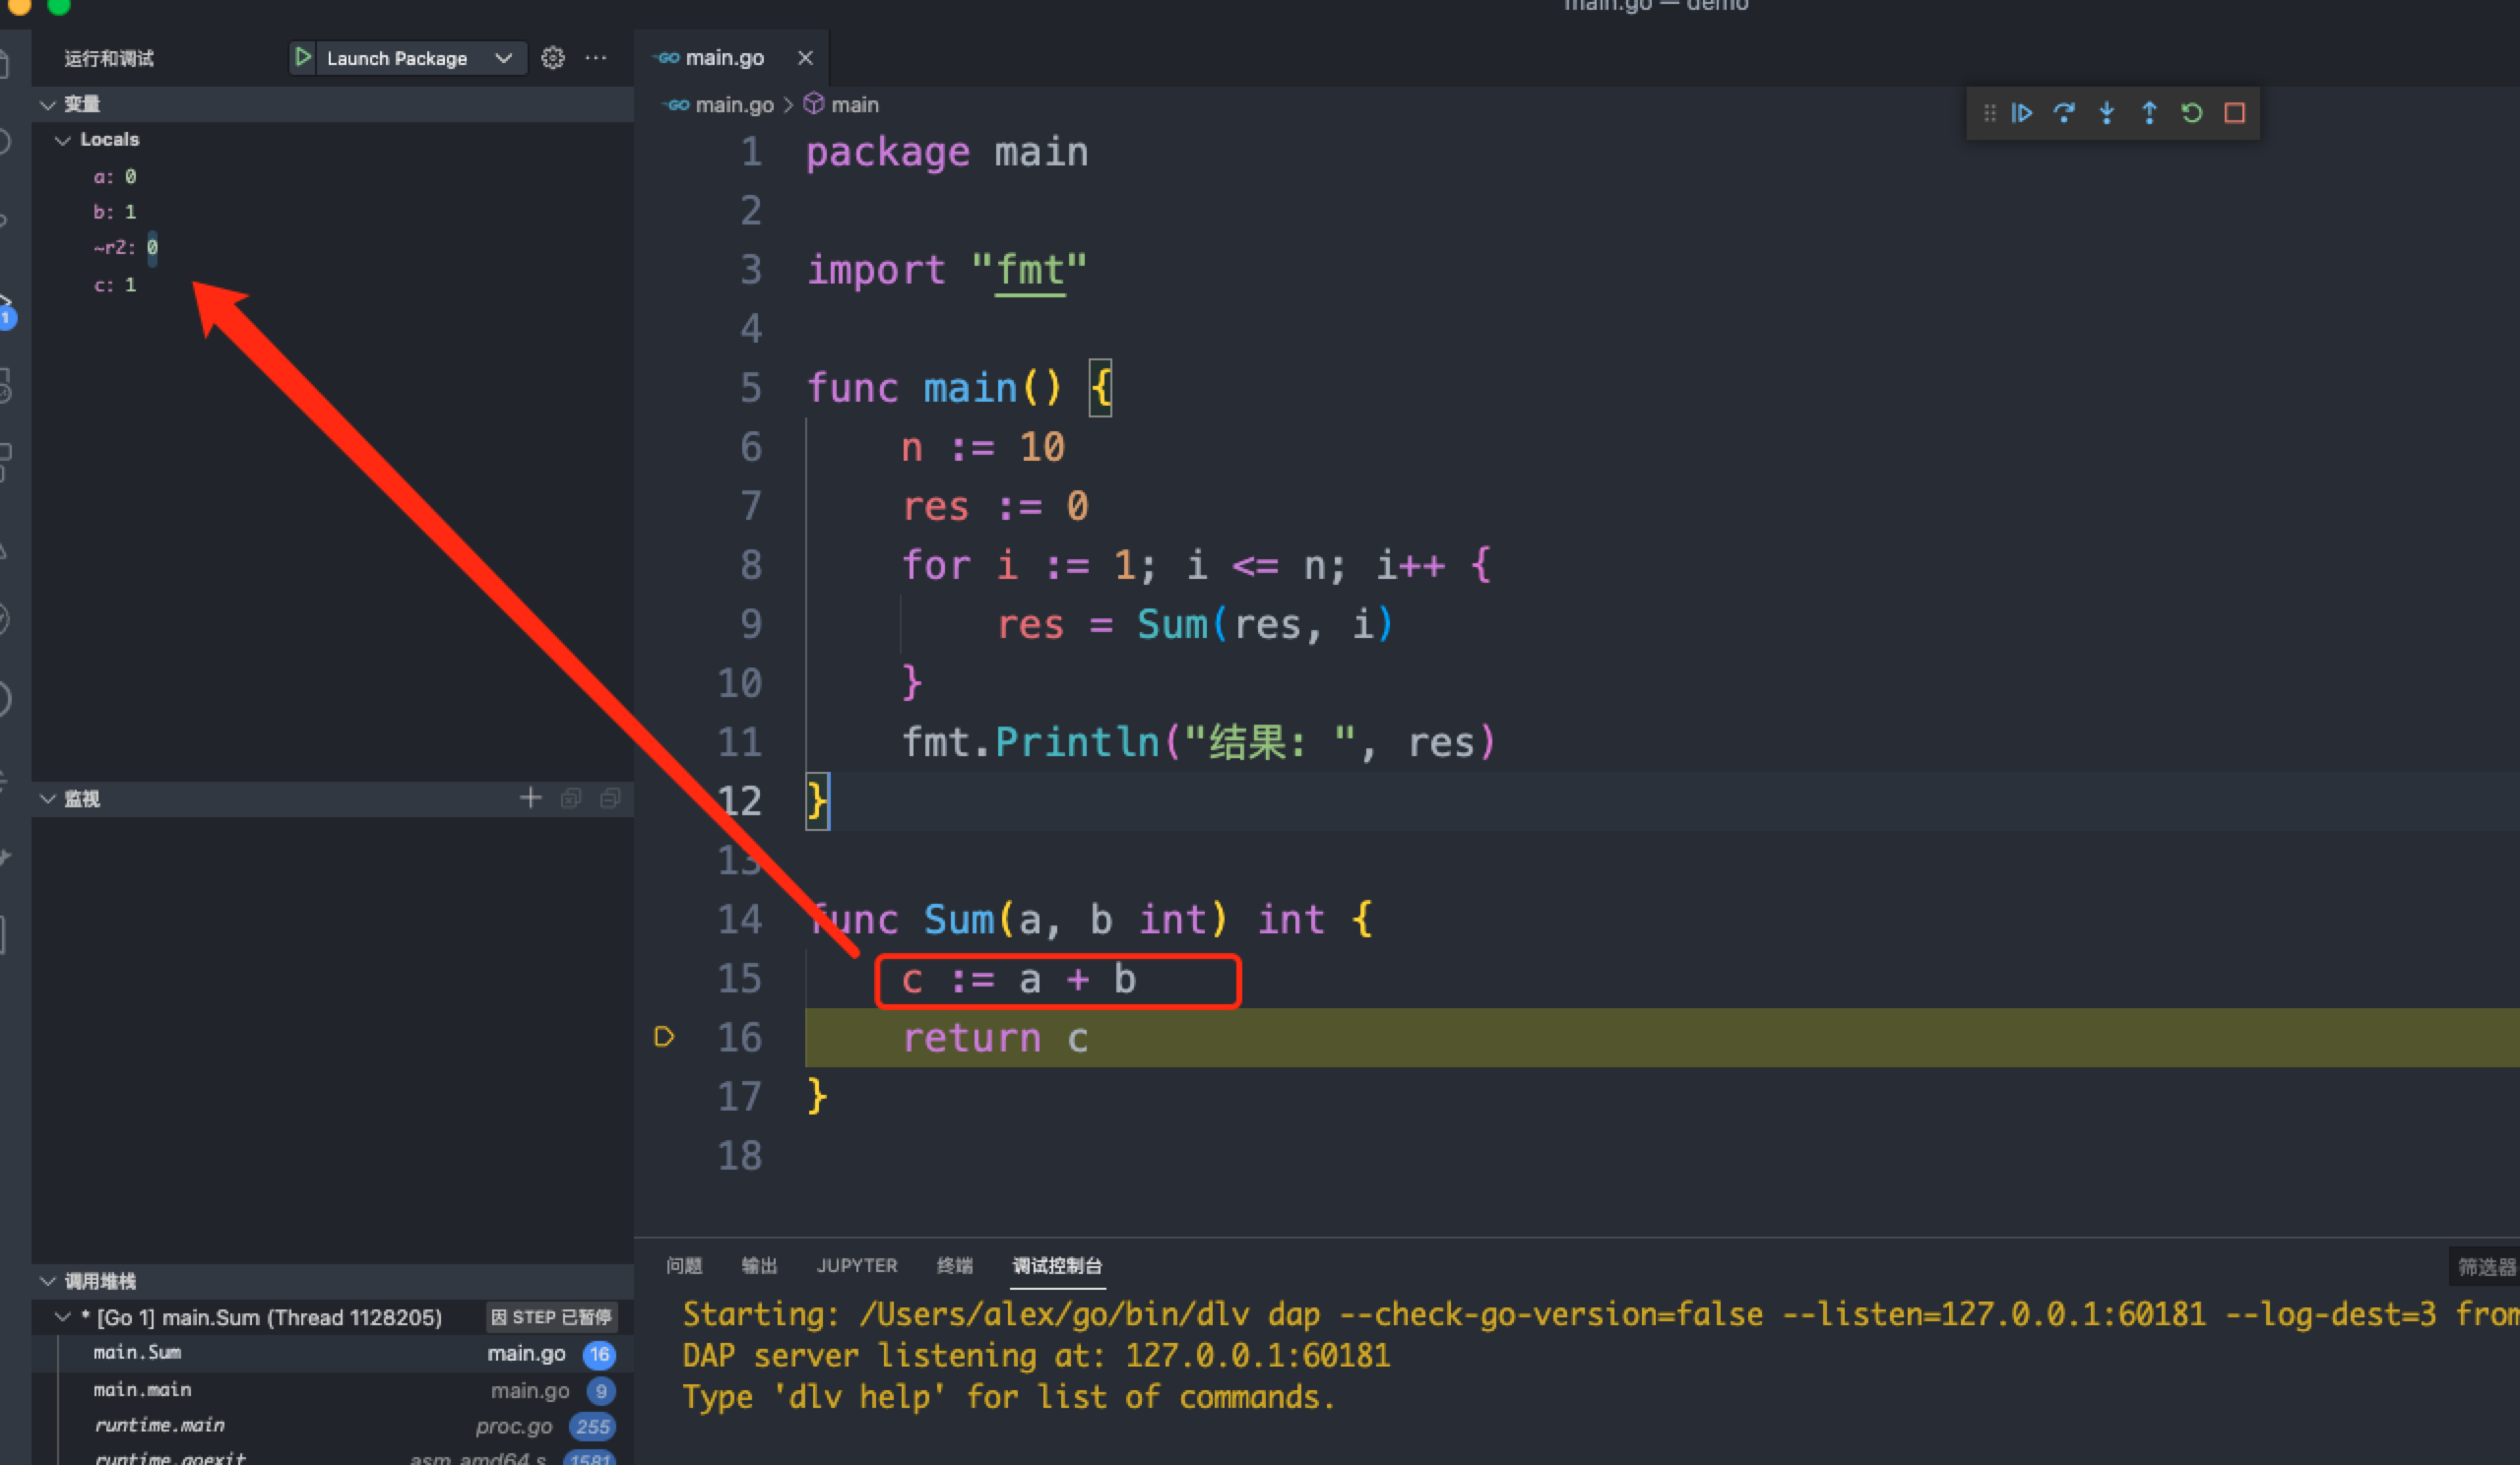 main.go — demo
运行和调试
Launch Package
变量
Locals
a: 0
b: 1
~r2: 0
c: 1
1
监视
调用堆栈
* [Go 1] main.Sum (Thread 1128205) 因 STEP 已暂停
main.Sum main.go 16
main.main main.go 9
runtime.main proc.go 255
runtime.goexit asm_amd64.s 1581
GO main.go
GO main.go > main
1 package main
2
3 import "fmt"
4
5 func main() {
6 n := 10
7 res := 0
8 for i := 1; i <= n; i++ {
9 res = Sum(res, i)
10 }
11 fmt.Println("结果: ", res)
12 }
13
14 func Sum(a, b int) int {
15 c := a + b
16 return c
17 }
18
问题 输出 JUPYTER 终端 调试控制台
筛选器
Starting: /Users/alex/go/bin/dlv dap --check-go-version=false --listen=127.0.0.1:60181 --log-dest=3 from
DAP server listening at: 127.0.0.1:60181
Type 'dlv help' for list of commands.